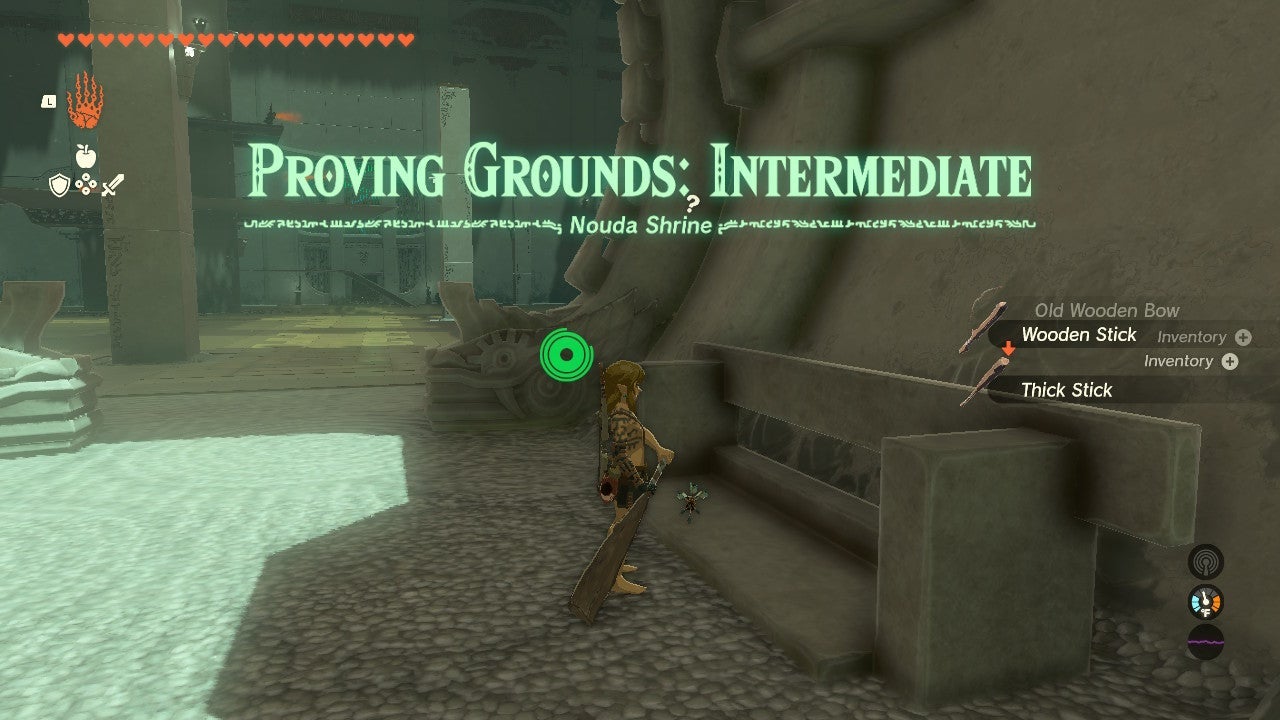 L
PROVING GROUNDS: INTERMEDIATE
?
Nouda Shrine
Old Wooden Bow
Wooden Stick Inventory +
Inventory +
Thick Stick
°F